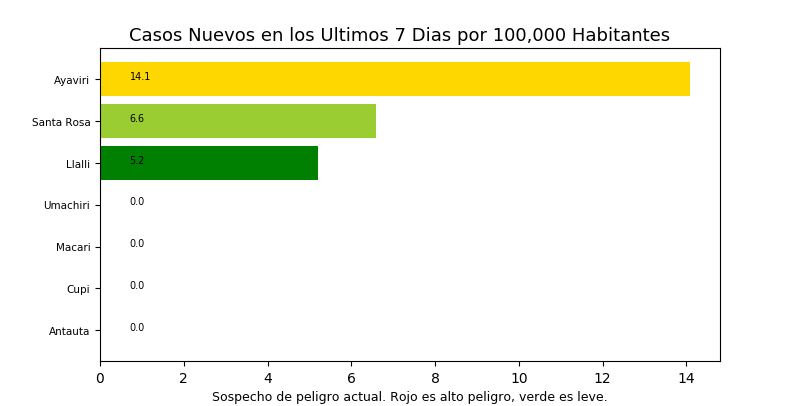 Casos Nuevos en los Ultimos 7 Dias por 100,000 Habitantes
Ayaviri 14.1
Santa Rosa 6.6
Llalli 5.2
Umachiri 0.0
Macari 0.0
Cupi 0.0
Antauta 0.0
0 2 4 6 8 10 12 14
Sospecho de peligro actual. Rojo es alto peligro, verde es leve.